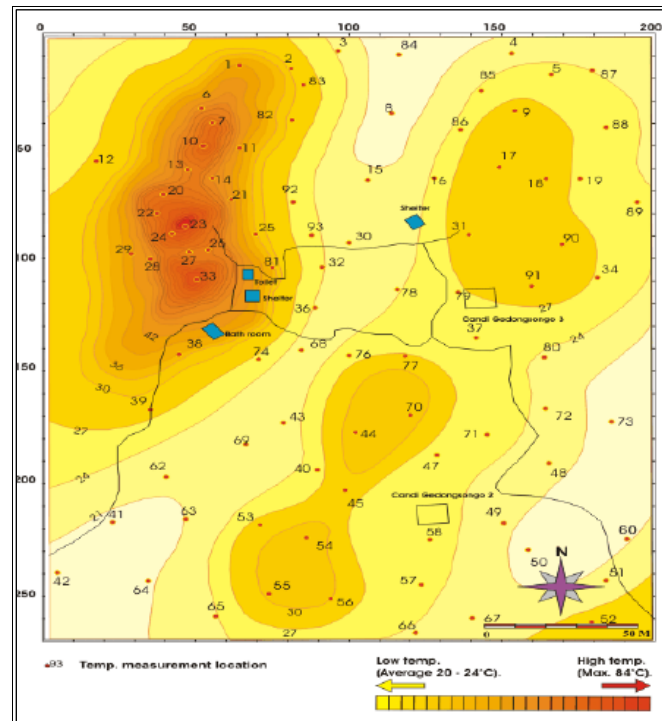 0 50 100 150 200
3 84 4
1 2 85 5 87
83
6 8 9 88
7 82 86
10 11
12 17
13 14 15 16 18 19
20 21 92 Shelter 89
22 23 25 93 30 31 90
24 26
29 28 27 81 32 91 34
33 Toilet 78 79 27
Shelter 36 Candi Gedongsongo 3 24
42 Bath room 37
38 74 68 76 77 80
36
30 39 70 72 73
27 43 44 71
69
24 62 40 47 48
21 45 Candi Gedongsongo 2
41 63 53 58 49 60
54 50 N
42 64 55 57 51
65 30 56 66 67 52
27 0 50 M
50
100
150
200
250
93 Temp. measurement location
Low temp. High temp.
(Average 20 - 24°C). (Max. 84°C).